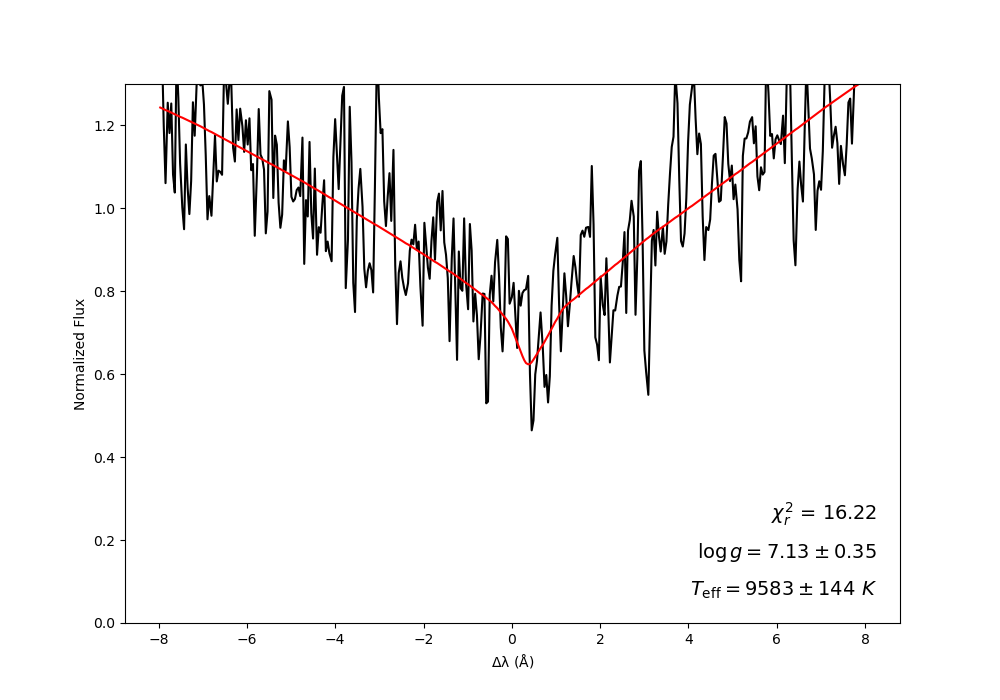 Normalized Flux
1.2
1.0
0.8
0.6
0.4
0.2
0.0
χ²ᵣ = 16.22
log g = 7.13 ± 0.35
T_eff = 9583 ± 144 K
−8 −6 −4 −2 0 2 4 6 8
Δλ (Å)